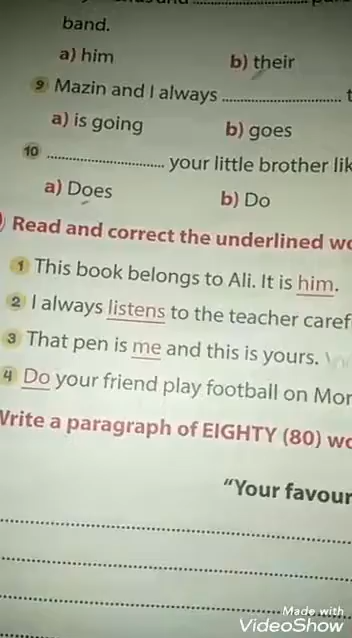 band.
a) him b) their
9 Mazin and I always ............................
a) is going b) goes
10 ............................ your little brother
a) Does b) Do
Read and correct the underlined
1 This book belongs to Ali. It is him.
2 I always listens to the teacher
3 That pen is me and this is yours.
4 Do your friend play football on
Write a paragraph of EIGHTY (80)
"Your
Made with
VideoShow